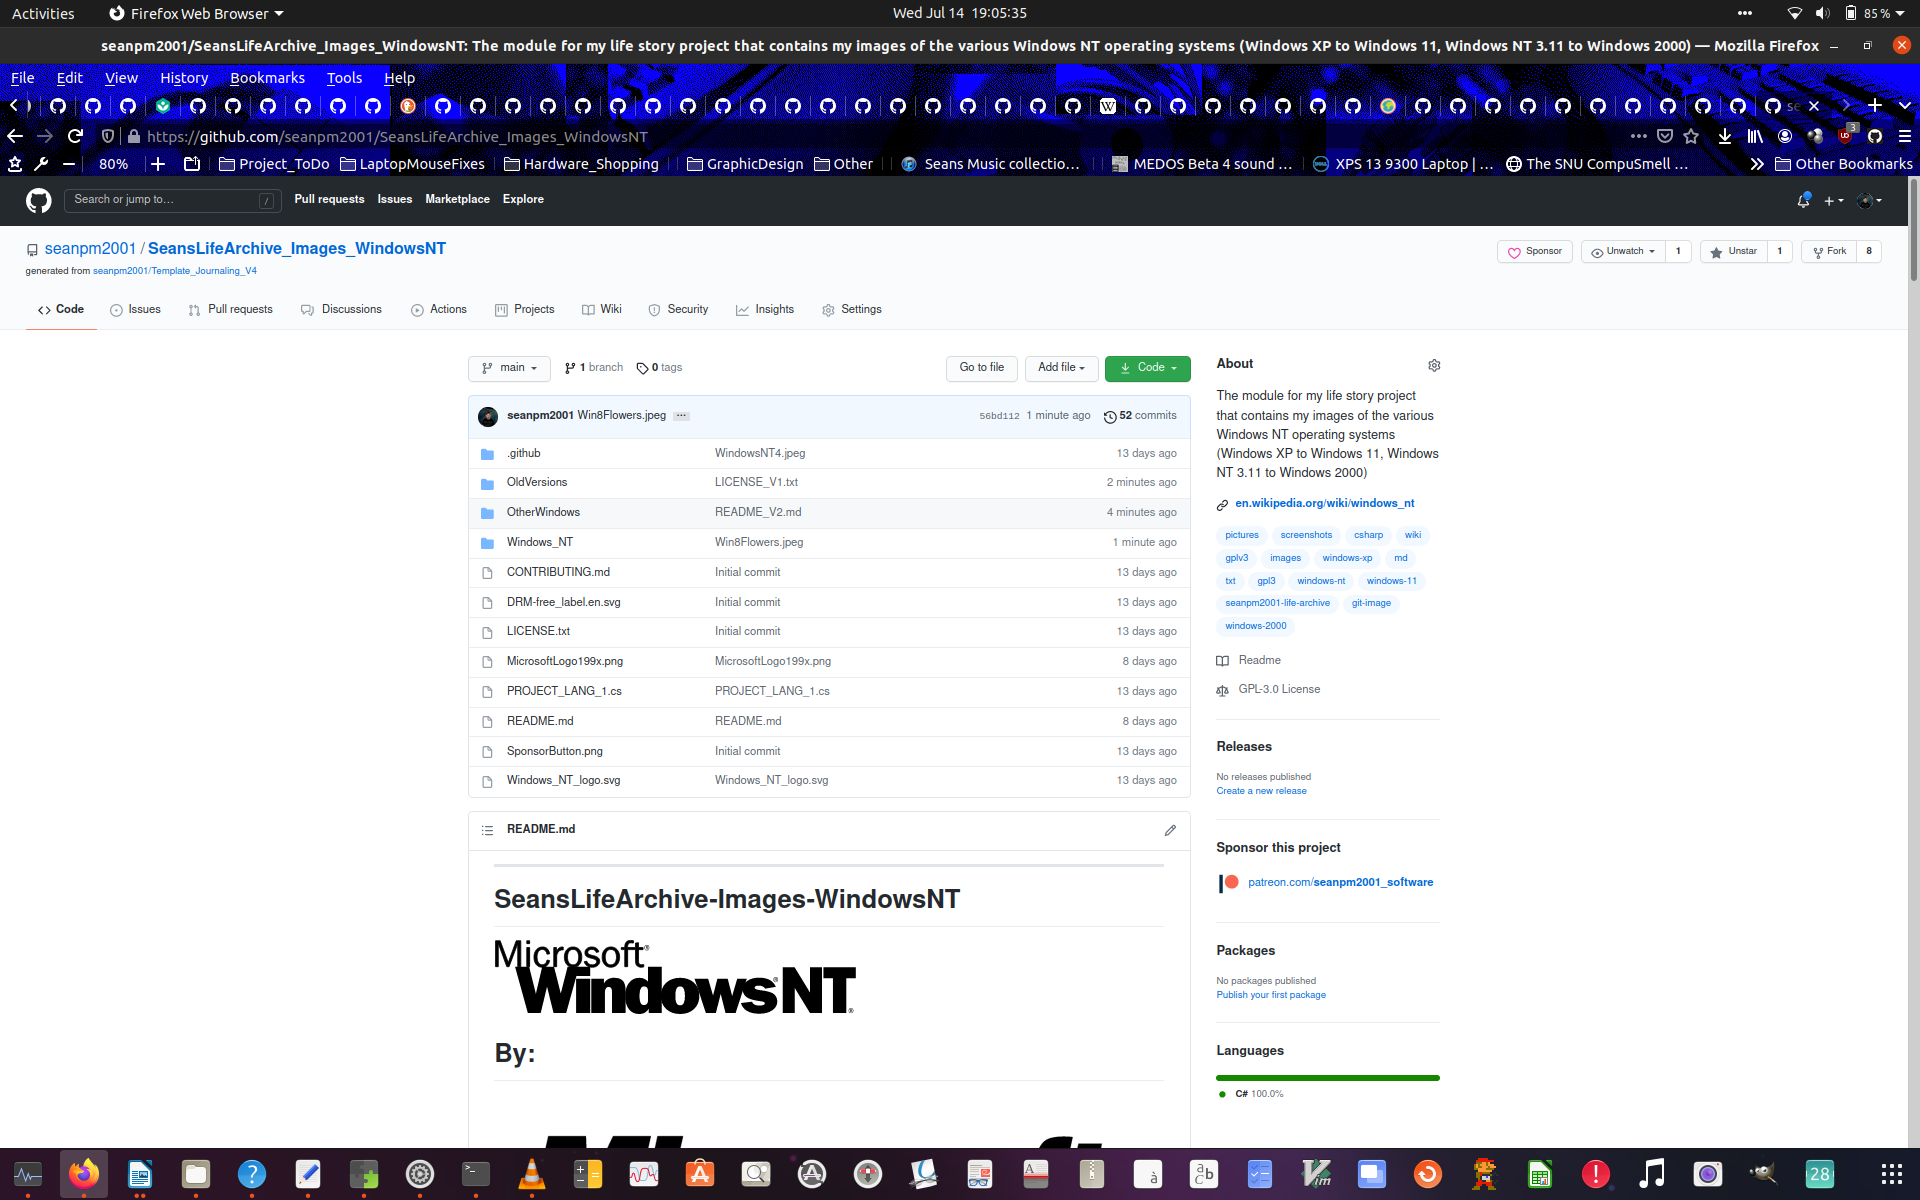 Activities
Firefox Web Browser
Wed Jul 14 19:05:35
85 %
seanpm2001/SeansLifeArchive_Images_WindowsNT: The module for my life story project that contains my images of the various Windows NT operating systems (Windows XP to Windows 11, Windows NT 3.11 to Windows 2000) — Mozilla Firefox
File Edit View History Bookmarks Tools Help
https://github.com/seanpm2001/SeansLifeArchive_Images_WindowsNT
3
80%
Project_ToDo
LaptopMouseFixes
Hardware_Shopping
GraphicDesign
Other
Seans Music collectio…
MEDOS Beta 4 sound …
XPS 13 9300 Laptop | …
The SNU CompuSmell …
Other Bookmarks
Search or jump to…
/
Pull requests Issues Marketplace Explore
seanpm2001 / SeansLifeArchive_Images_WindowsNT
generated from seanpm2001/Template_Journaling_V4
Sponsor
Unwatch 1
Unstar 1
Fork 8
Code
Issues
Pull requests
Discussions
Actions
Projects
Wiki
Security
Insights
Settings
main
1 branch
0 tags
Go to file
Add file
Code
seanpm2001 Win8Flowers.jpeg
56bd112 1 minute ago
52 commits
.github WindowsNT4.jpeg 13 days ago
OldVersions LICENSE_V1.txt 2 minutes ago
OtherWindows README_V2.md 4 minutes ago
Windows_NT Win8Flowers.jpeg 1 minute ago
CONTRIBUTING.md Initial commit 13 days ago
DRM-free_label.en.svg Initial commit 13 days ago
LICENSE.txt Initial commit 13 days ago
MicrosoftLogo199x.png MicrosoftLogo199x.png 8 days ago
PROJECT_LANG_1.cs PROJECT_LANG_1.cs 13 days ago
README.md README.md 8 days ago
SponsorButton.png Initial commit 13 days ago
Windows_NT_logo.svg Windows_NT_logo.svg 13 days ago
README.md
SeansLifeArchive-Images-WindowsNT
Microsoft®
Windows NT®
By:
About
The module for my life story project
that contains my images of the various
Windows NT operating systems
(Windows XP to Windows 11, Windows
NT 3.11 to Windows 2000)
en.wikipedia.org/wiki/windows_nt
pictures screenshots csharp wiki
gplv3 images windows-xp md
txt gpl3 windows-nt windows-11
seanpm2001-life-archive git-image
windows-2000
Readme
GPL-3.0 License
Releases
No releases published
Create a new release
Sponsor this project
patreon.com/seanpm2001_software
Packages
No packages published
Publish your first package
Languages
C# 100.0%
28